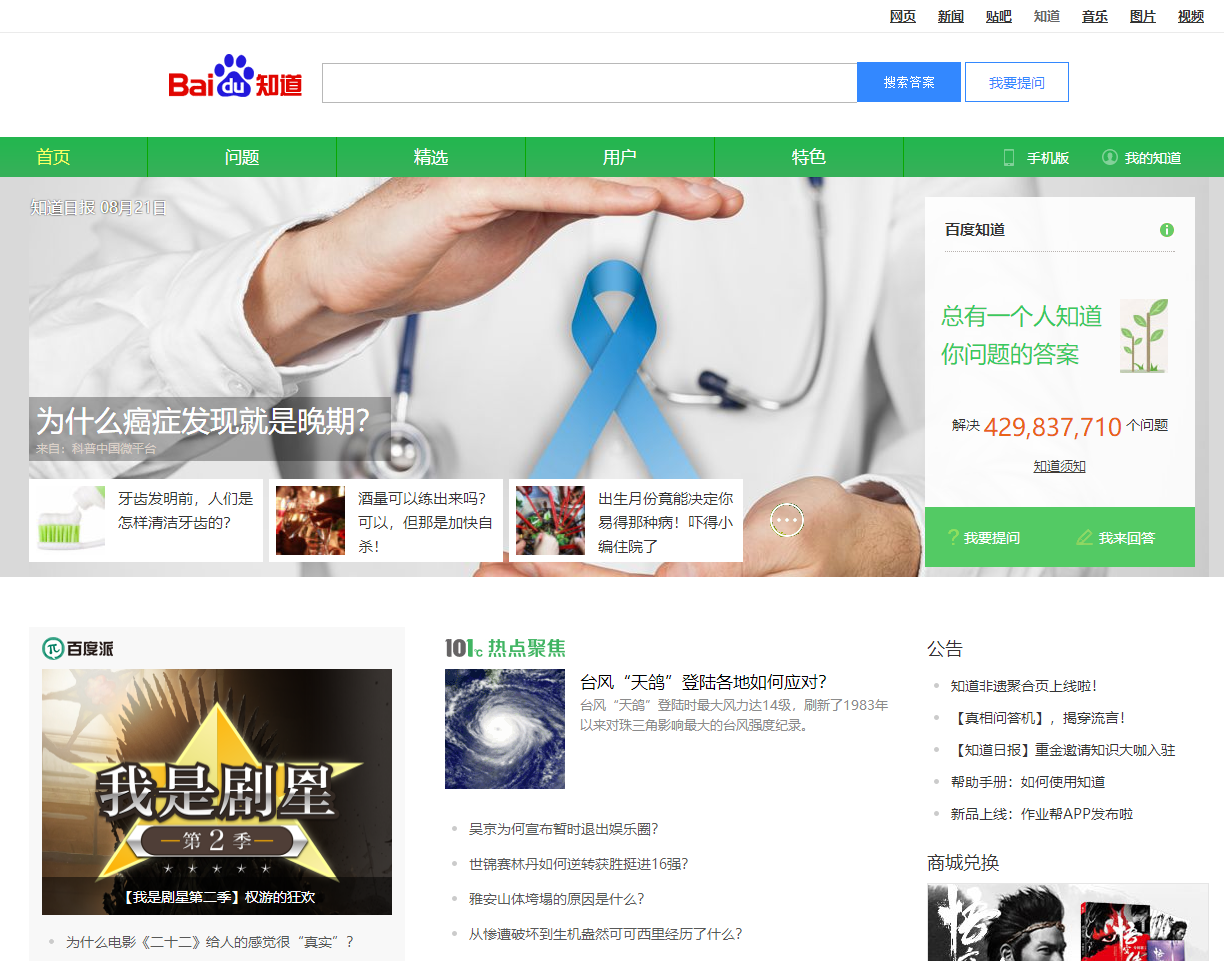 网页 新闻 贴吧 知道 音乐 图片 视频
Bai du 知道
搜索答案 我要提问
首页 问题 精选 用户 特色 手机版 我的知道
知道日报 08月21日
为什么癌症发现就是晚期？
来自：科普中国微平台
牙齿发明前，人们是
怎样清洁牙齿的？
酒量可以练出来吗？
可以，但那是加快自
杀！
出生月份竟能决定你
易得那种病！吓得小
编住院了
百度知道
总有一个人知道
你问题的答案
解决 429,837,710 个问题
知道须知
我要提问 我来回答
百度派
我是剧星
第2季
【我是剧星第二季】权游的狂欢
为什么电影《二十二》给人的感觉很“真实”？
101℃ 热点聚焦
台风“天鸽”登陆各地如何应对？
台风“天鸽”登陆时最大风力达14级，刷新了1983年
以来对珠三角影响最大的台风强度纪录。
吴京为何宣布暂时退出娱乐圈？
世锦赛林丹如何逆转获胜挺进16强？
雅安山体垮塌的原因是什么？
从惨遭破坏到生机盎然可可西里经历了什么？
公告
知道非遗聚合页上线啦！
【真相问答机】，揭穿流言！
【知道日报】重金邀请知识大咖入驻
帮助手册：如何使用知道
新品上线：作业帮APP发布啦
商城兑换
悟